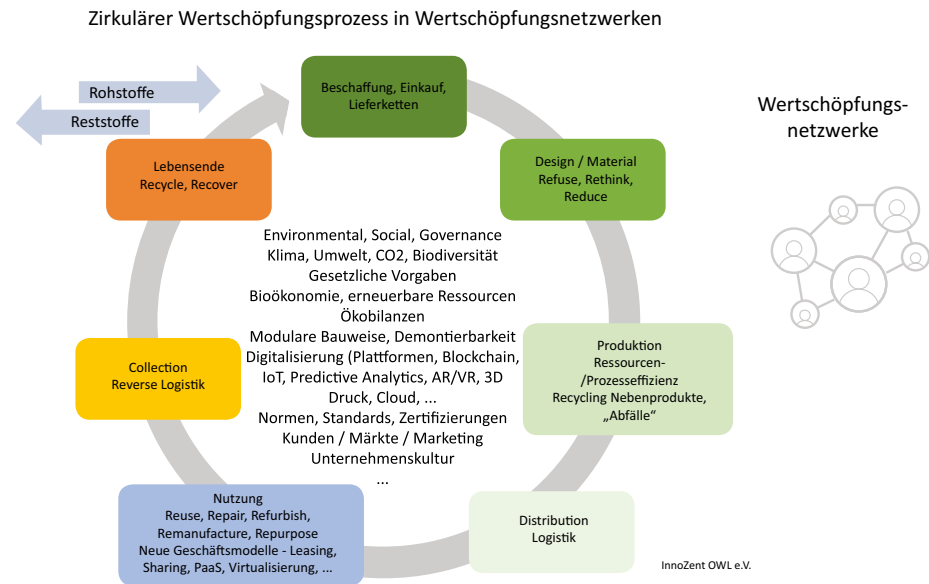 Zirkulärer Wertschöpfungsprozess in Wertschöpfungsnetzwerken
Rohstoffe
Reststoffe
Beschaffung, Einkauf,
Lieferketten
Wertschöpfungs-
netzwerke
Lebensende
Recycle, Recover
Design / Material
Refuse, Rethink,
Reduce
Environmental, Social, Governance
Klima, Umwelt, CO2, Biodiversität
Gesetzliche Vorgaben
Bioökonomie, erneuerbare Ressourcen
Ökobilanzen
Modulare Bauweise, Demontierbarkeit
Digitalisierung (Plattformen, Blockchain,
IoT, Predictive Analytics, AR/VR, 3D
Druck, Cloud, ...
Normen, Standards, Zertifizierungen
Kunden / Märkte / Marketing
Unternehmenskultur
...
Collection
Reverse Logistik
Produktion
Ressourcen-
/Prozesseffizienz
Recycling Nebenprodukte,
„Abfälle“
Nutzung
Reuse, Repair, Refurbish,
Remanufacture, Repurpose
Neue Geschäftsmodelle - Leasing,
Sharing, PaaS, Virtualisierung, ...
Distribution
Logistik
InnoZent OWL e.V.